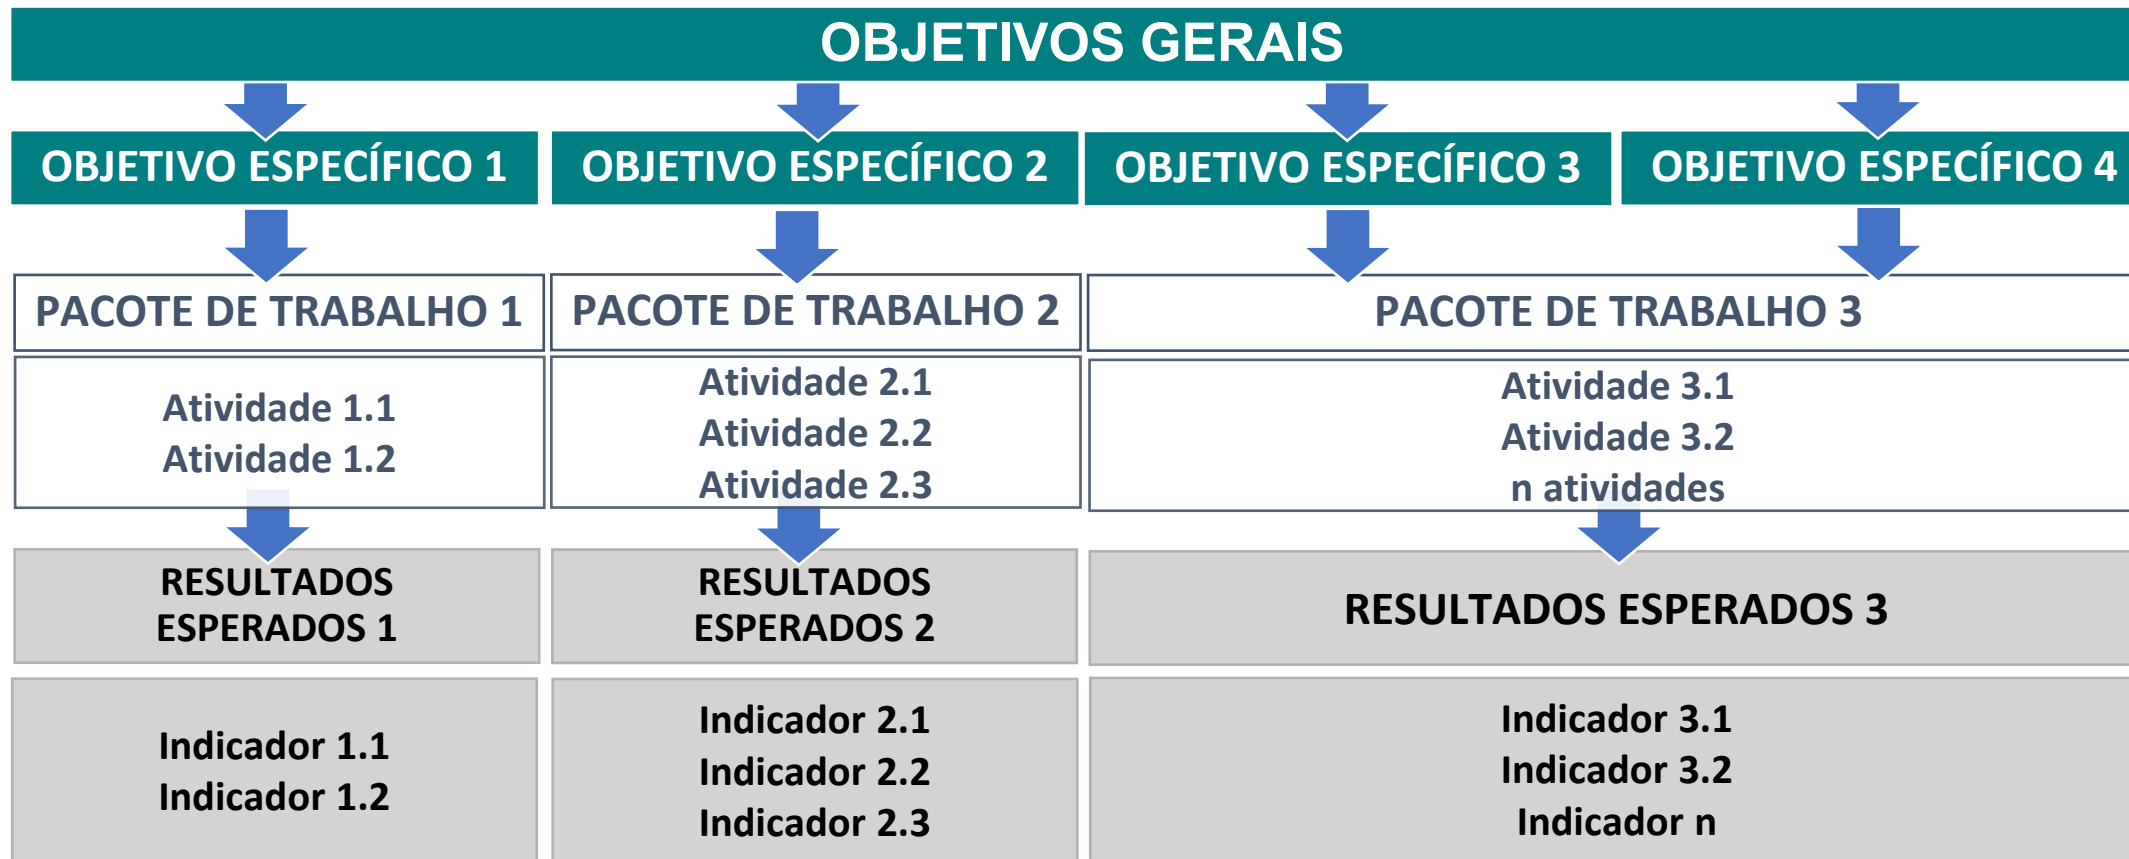 OBJETIVOS GERAIS
OBJETIVO ESPECÍFICO 1
OBJETIVO ESPECÍFICO 2
OBJETIVO ESPECÍFICO 3
OBJETIVO ESPECÍFICO 4
PACOTE DE TRABALHO 1
PACOTE DE TRABALHO 2
PACOTE DE TRABALHO 3
Atividade 1.1
Atividade 1.2
Atividade 2.1
Atividade 2.2
Atividade 2.3
Atividade 3.1
Atividade 3.2
n atividades
RESULTADOS
ESPERADOS 1
RESULTADOS
ESPERADOS 2
RESULTADOS ESPERADOS 3
Indicador 1.1
Indicador 1.2
Indicador 2.1
Indicador 2.2
Indicador 2.3
Indicador 3.1
Indicador 3.2
Indicador n